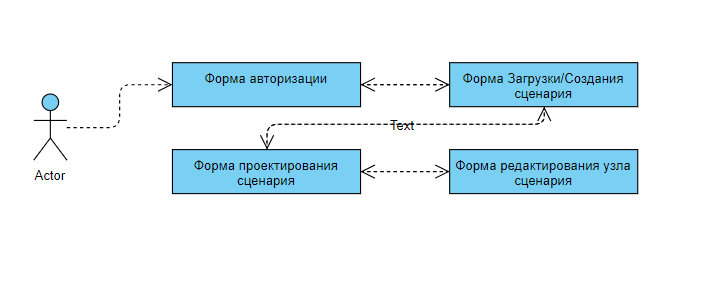 Форма авторизации
Форма Загрузки/Создания
сценария
Text
Форма проектирования
сценария
Форма редактирования узла
сценария
Actor